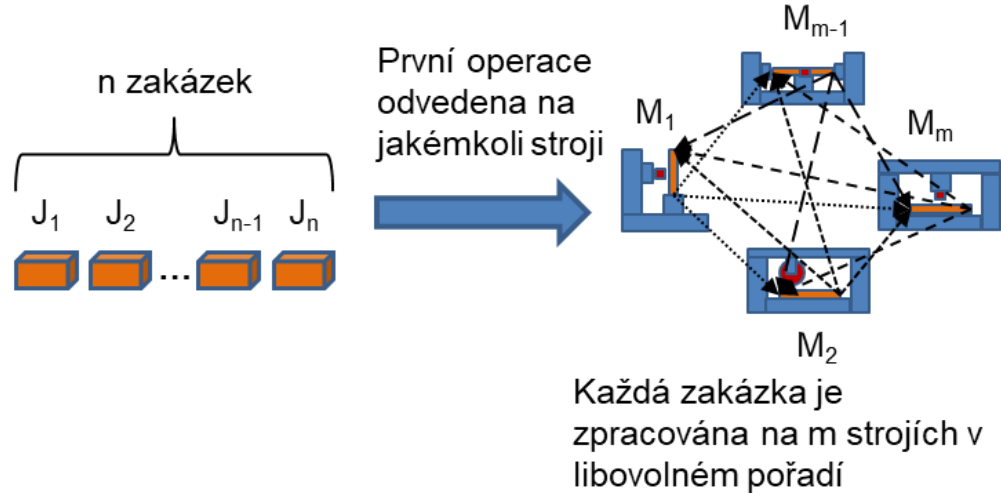 n zakázek
J1 J2 ... Jn-1 Jn
První operace
odvedena na
jakémkoli stroji
Mm-1
M1
Mm
M2
Každá zakázka je
zpracována na m strojích v
libovolném pořadí